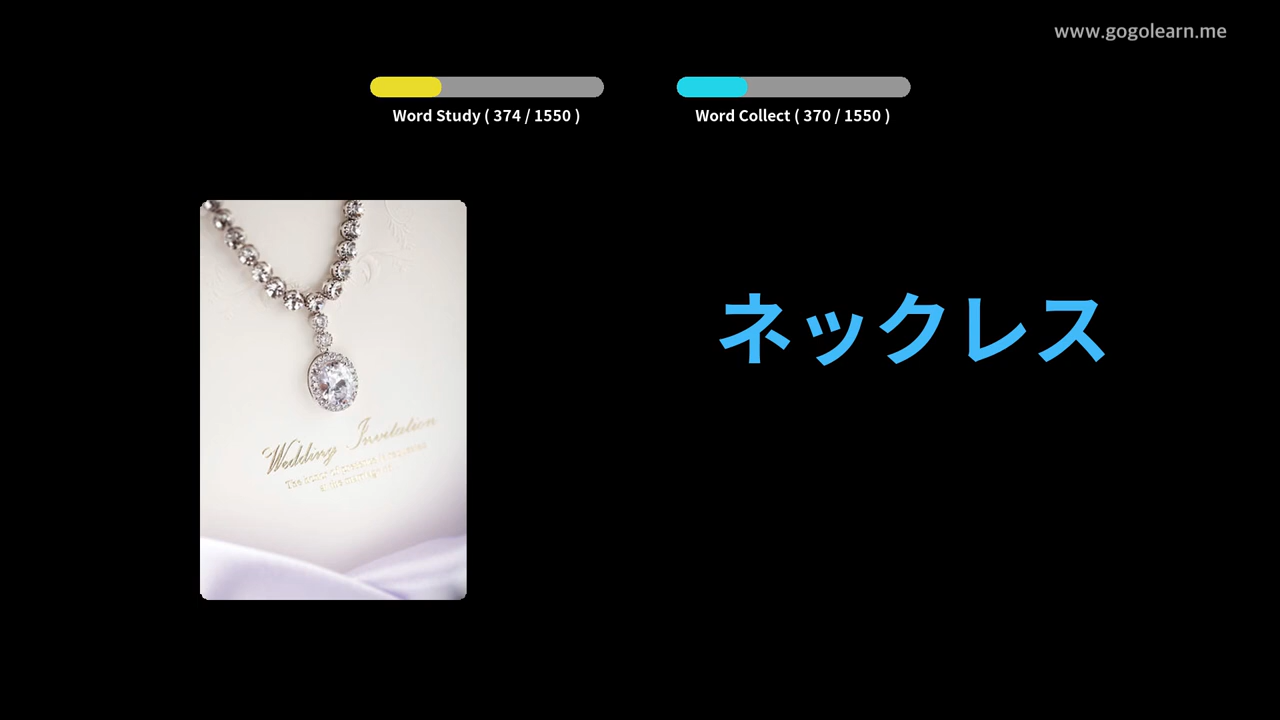 www.gogolearn.me
Word Study ( 374 / 1550 )
Word Collect ( 370 / 1550 )
ネックレス
Wedding Invitation